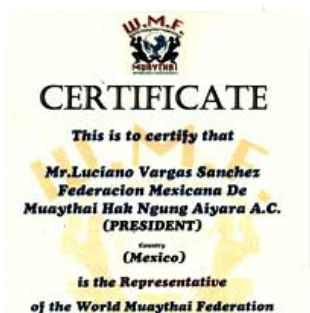 W.M.F.
MUAYTHAI
CERTIFICATE
This is to certify that
Mr.Luciano Vargas Sanchez
Federacion Mexicana De
Muaythai Hak Ngung Aiyara A.C.
(PRESIDENT)
Country
(Mexico)
is the Representative
of the World Muaythai Federation